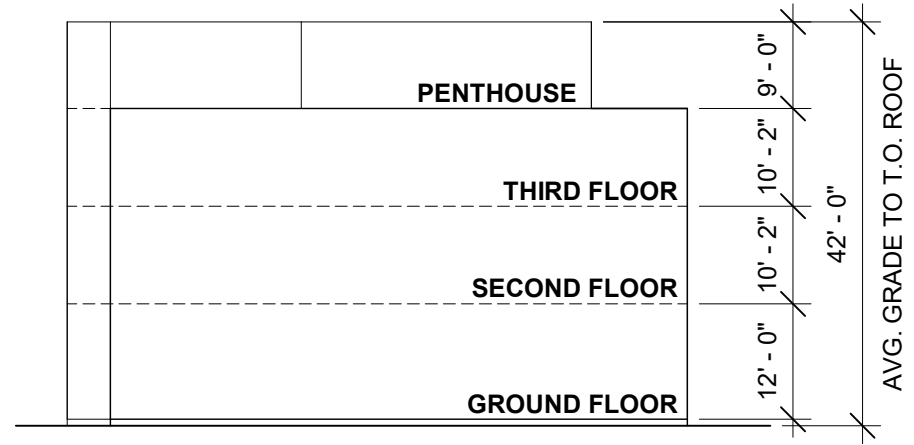 PENTHOUSE
THIRD FLOOR
SECOND FLOOR
GROUND FLOOR
9' - 0"
10' - 2"
10' - 2"
12' - 0"
42' - 0"
AVG. GRADE TO T.O. ROOF